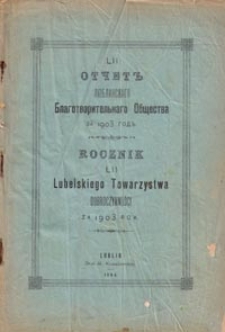 LII
ОТЧЕТЪ
ЛЮБЛИНСКАГО
Благотворительнаго Общества
за 1903 годъ
ROCZNIK
LII
Lubelskiego Towarzystwa
DOBROCZYNNOŚCI
ZA 1903 ROK
LUBLIN
1904